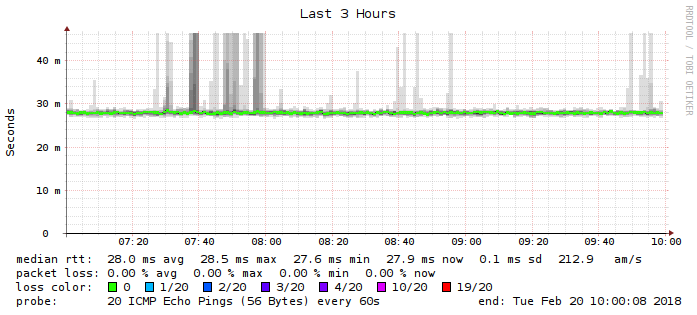 Last 3 Hours
RRDTOOL / TOBI OETIKER
Seconds
40 m
30 m
20 m
10 m
0
07:20 07:40 08:00 08:20 08:40 09:00 09:20 09:40 10:00
median rtt: 28.0 ms avg 28.5 ms max 27.6 ms min 27.9 ms now 0.1 ms sd 212.9 am/s
packet loss: 0.00 % avg 0.00 % max 0.00 % min 0.00 % now
loss color: 0 1/20 2/20 3/20 4/20 10/20 19/20
probe: 20 ICMP Echo Pings (56 Bytes) every 60s end: Tue Feb 20 10:00:08 2018